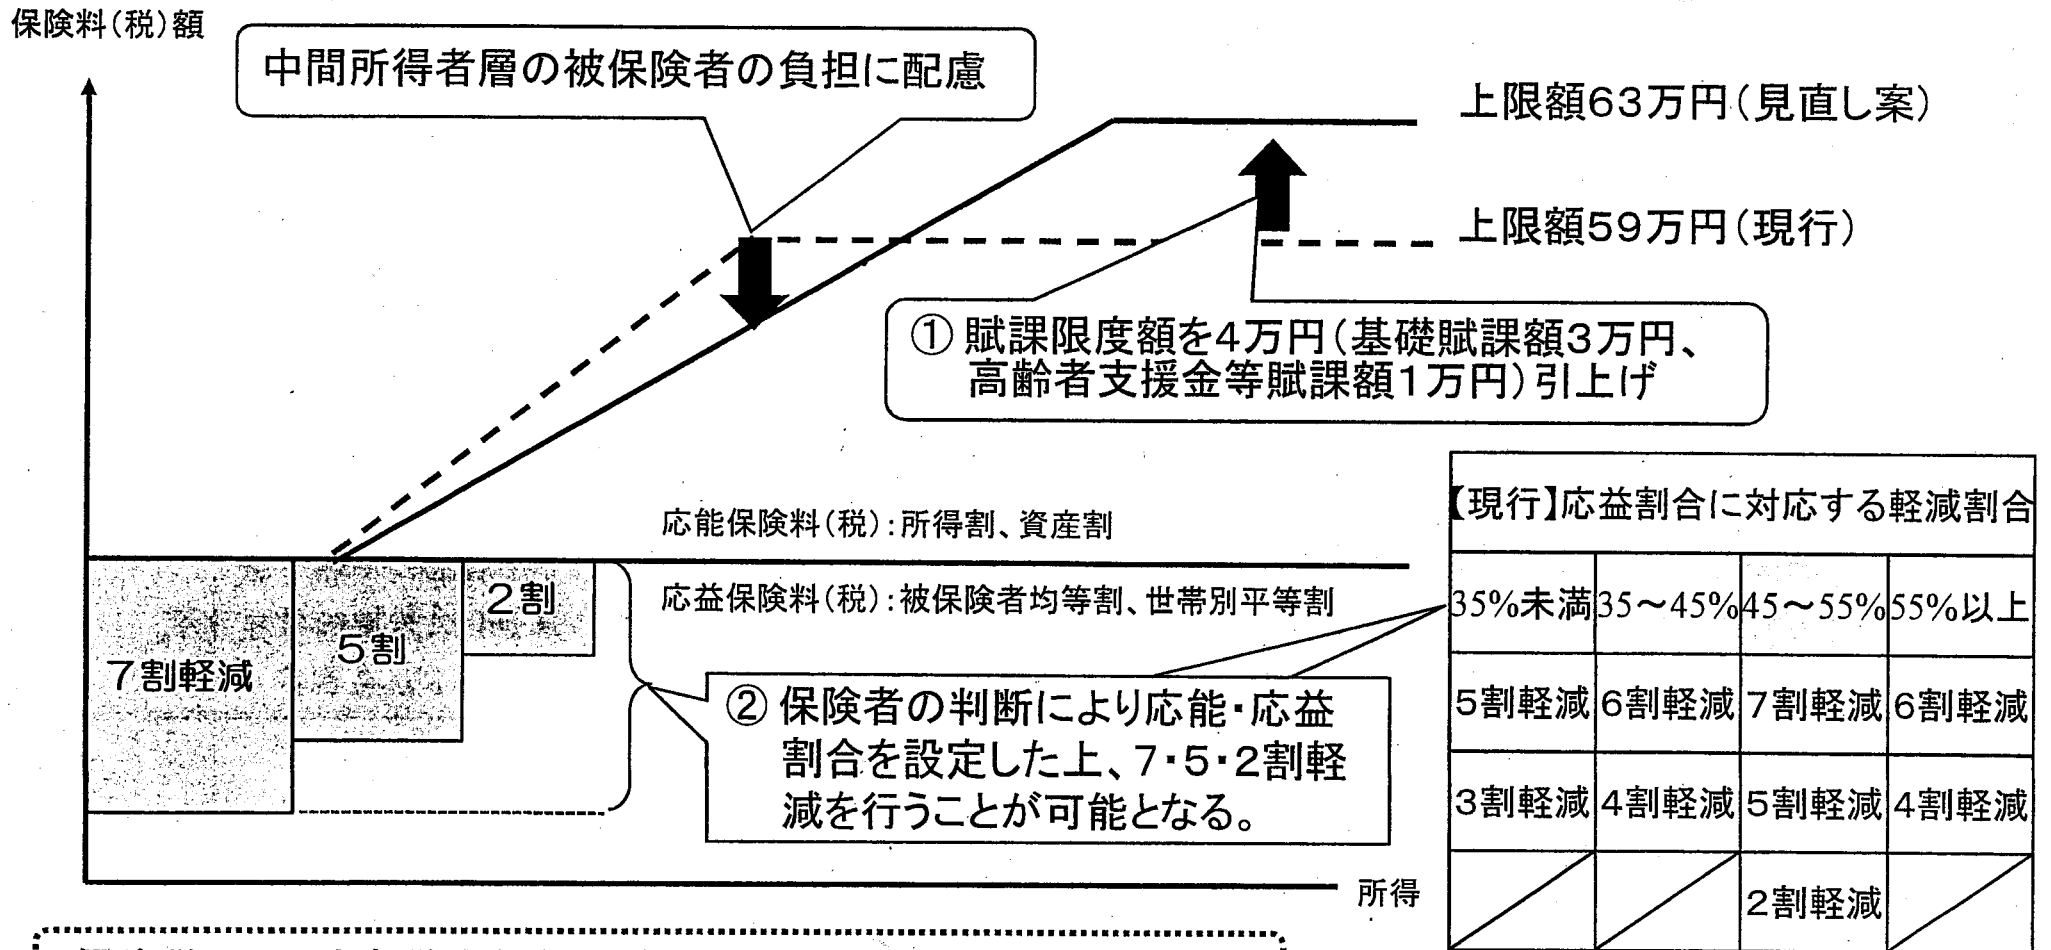 保険料(税)額
中間所得者層の被保険者の負担に配慮
上限額63万円(見直し案)
上限額59万円(現行)
① 賦課限度額を4万円(基礎賦課額3万円、
高齢者支援金等賦課額1万円)引上げ
応能保険料(税):所得割、資産割
応益保険料(税):被保険者均等割、世帯別平等割
7割軽減
5割
2割
② 保険者の判断により応能・応益
割合を設定した上、7・5・2割軽
減を行うことが可能となる。
所得
【現行】応益割合に対応する軽減割合
35%未満 35〜45% 45〜55% 55%以上
5割軽減 6割軽減 7割軽減 6割軽減
3割軽減 4割軽減 5割軽減 4割軽減
2割軽減